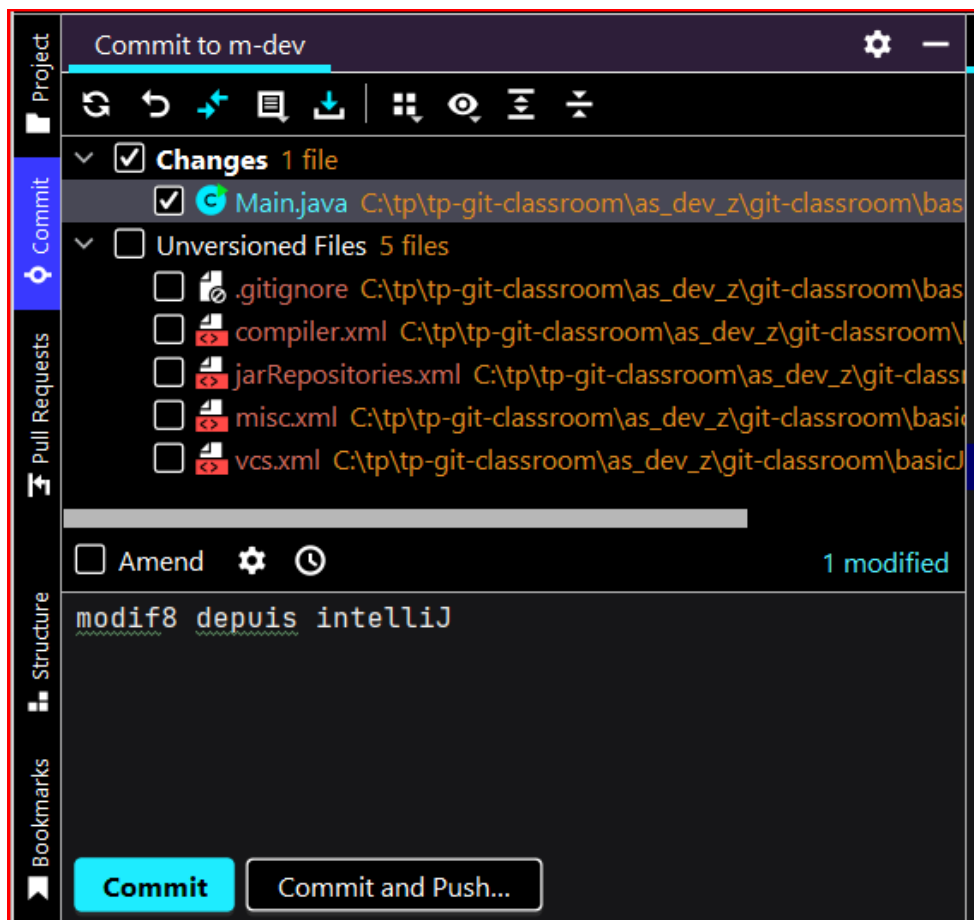 Project
Commit
Pull Requests
Structure
Bookmarks
Commit to m-dev
Changes 1 file
Main.java C:\tp\tp-git-classroom\as_dev_z\git-classroom\bas
Unversioned Files 5 files
.gitignore C:\tp\tp-git-classroom\as_dev_z\git-classroom\bas
compiler.xml C:\tp\tp-git-classroom\as_dev_z\git-classroom\
jarRepositories.xml C:\tp\tp-git-classroom\as_dev_z\git-class
misc.xml C:\tp\tp-git-classroom\as_dev_z\git-classroom\basic
vcs.xml C:\tp\tp-git-classroom\as_dev_z\git-classroom\basicJ
Amend 1 modified
modif8 depuis intelliJ
Commit Commit and Push...